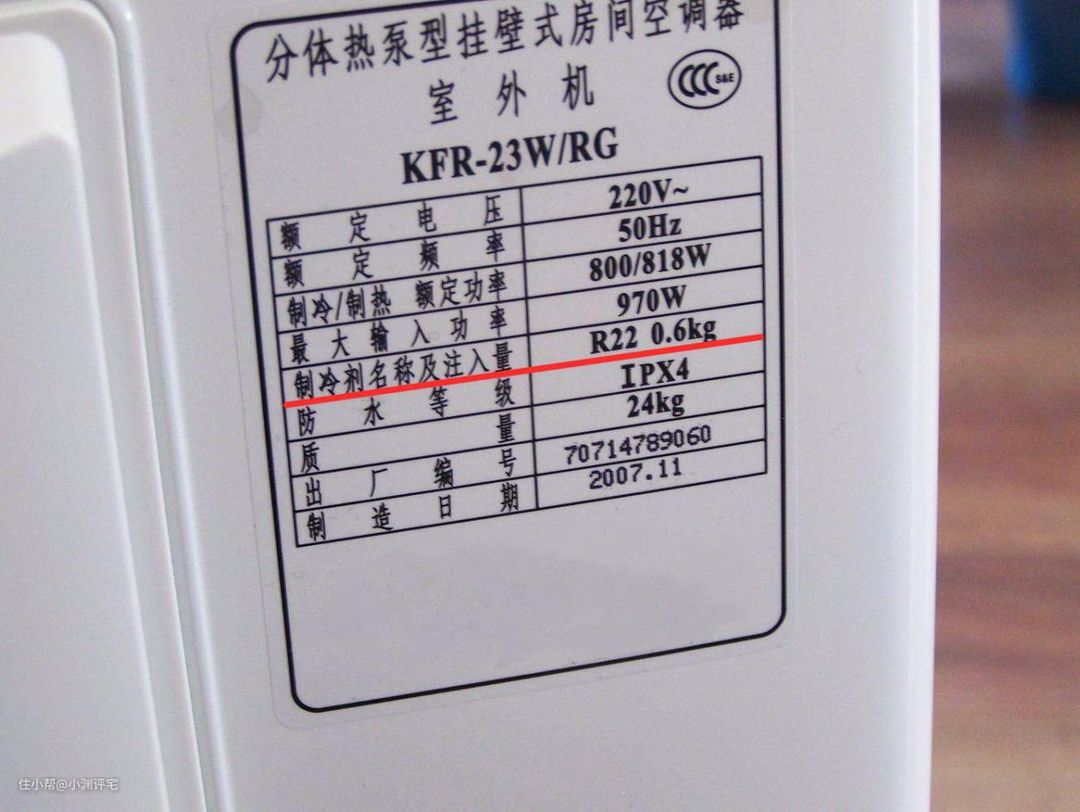 分体热泵型挂壁式房间空调器
室外机
CCC S&E
KFR-23W/RG
额定电压 220V~
额定频率 50Hz
制冷/制热 额定功率 800/818W
最大输入功率 970W
制冷剂名称及注入量 R22 0.6kg
防水等级 IPX4
质量 24kg
出厂编号 70714789060
制造日期 2007.11
住小帮@小渊评宅